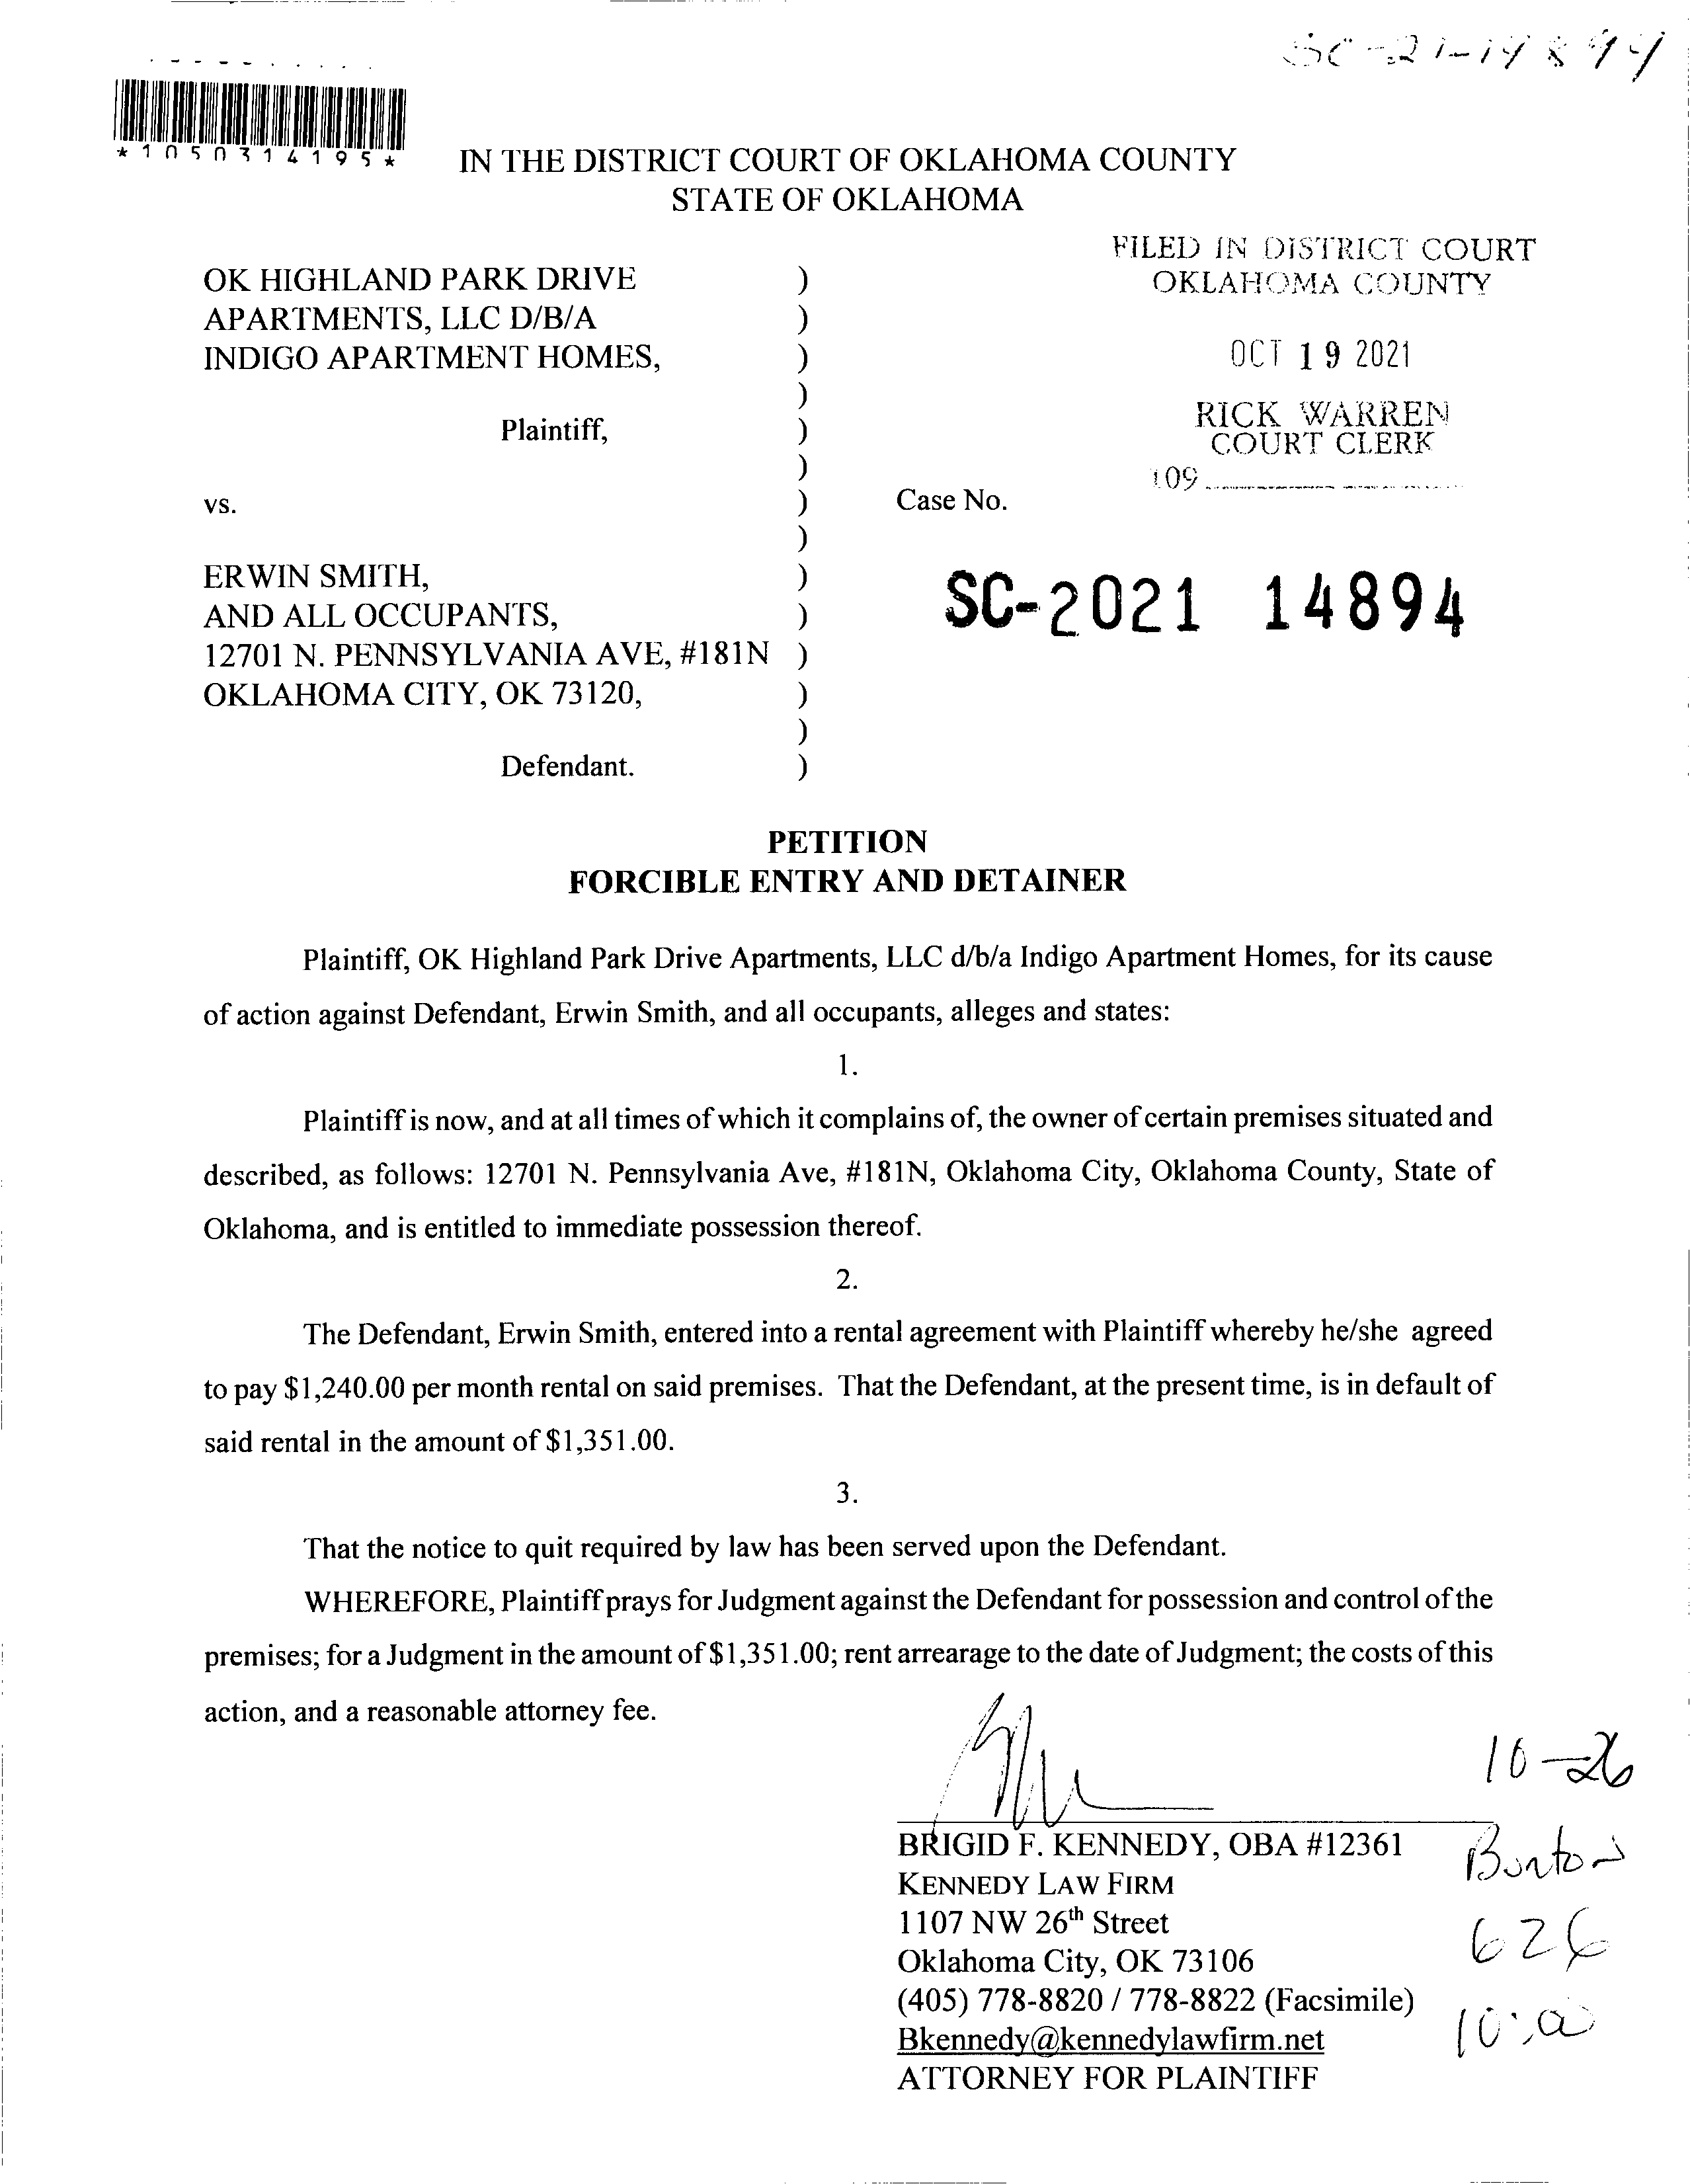 SC-21-14894
*1050314195*
IN THE DISTRICT COURT OF OKLAHOMA COUNTY
STATE OF OKLAHOMA
FILED IN DISTRICT COURT
OKLAHOMA COUNTY
OCT 19 2021
RICK WARREN
COURT CLERK
109
OK HIGHLAND PARK DRIVE )
APARTMENTS, LLC D/B/A )
INDIGO APARTMENT HOMES, )
)
Plaintiff, )
)
vs. ) Case No.
)
ERWIN SMITH, ) SC-2021 14894
AND ALL OCCUPANTS, )
12701 N. PENNSYLVANIA AVE, #181N )
OKLAHOMA CITY, OK 73120, )
)
Defendant. )
PETITION
FORCIBLE ENTRY AND DETAINER
Plaintiff, OK Highland Park Drive Apartments, LLC d/b/a Indigo Apartment Homes, for its cause
of action against Defendant, Erwin Smith, and all occupants, alleges and states:
1.
Plaintiff is now, and at all times of which it complains of, the owner of certain premises situated and
described, as follows: 12701 N. Pennsylvania Ave, #181N, Oklahoma City, Oklahoma County, State of
Oklahoma, and is entitled to immediate possession thereof.
2.
The Defendant, Erwin Smith, entered into a rental agreement with Plaintiff whereby he/she agreed
to pay $1,240.00 per month rental on said premises. That the Defendant, at the present time, is in default of
said rental in the amount of $1,351.00.
3.
That the notice to quit required by law has been served upon the Defendant.
WHEREFORE, Plaintiff prays for Judgment against the Defendant for possession and control of the
premises; for a Judgment in the amount of $1,351.00; rent arrearage to the date of Judgment; the costs of this
action, and a reasonable attorney fee.
BRIGID F. KENNEDY, OBA #12361
KENNEDY LAW FIRM
1107 NW 26th Street
Oklahoma City, OK 73106
(405) 778-8820 / 778-8822 (Facsimile)
Bkennedy@kennedylawfirm.net
ATTORNEY FOR PLAINTIFF
10-26
Burton
626
10:00